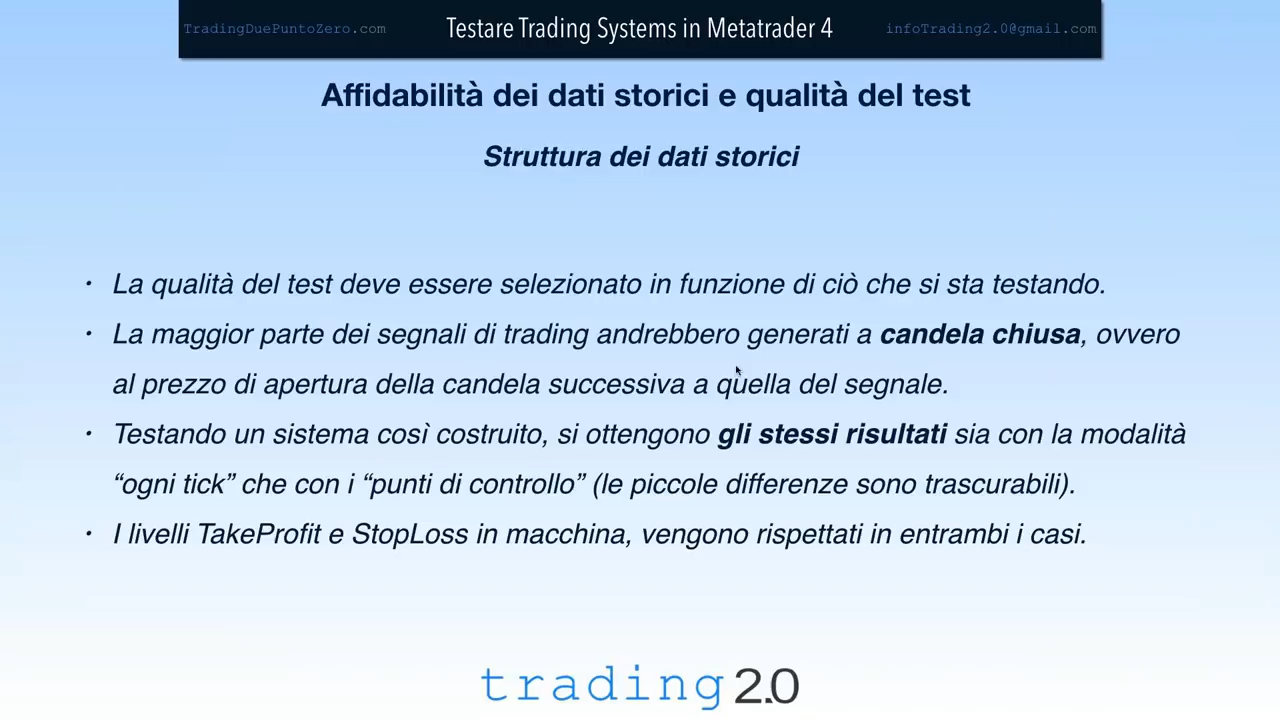 TradingDuePuntoZero.com
Testare Trading Systems in Metatrader 4
infoTrading2.0@gmail.com
Affidabilità dei dati storici e qualità del test
Struttura dei dati storici
• La qualità del test deve essere selezionato in funzione di ciò che si sta testando.
• La maggior parte dei segnali di trading andrebbero generati a candela chiusa, ovvero
al prezzo di apertura della candela successiva a quella del segnale.
• Testando un sistema così costruito, si ottengono gli stessi risultati sia con la modalità
“ogni tick” che con i “punti di controllo” (le piccole differenze sono trascurabili).
• I livelli TakeProfit e StopLoss in macchina, vengono rispettati in entrambi i casi.
trading 2.0